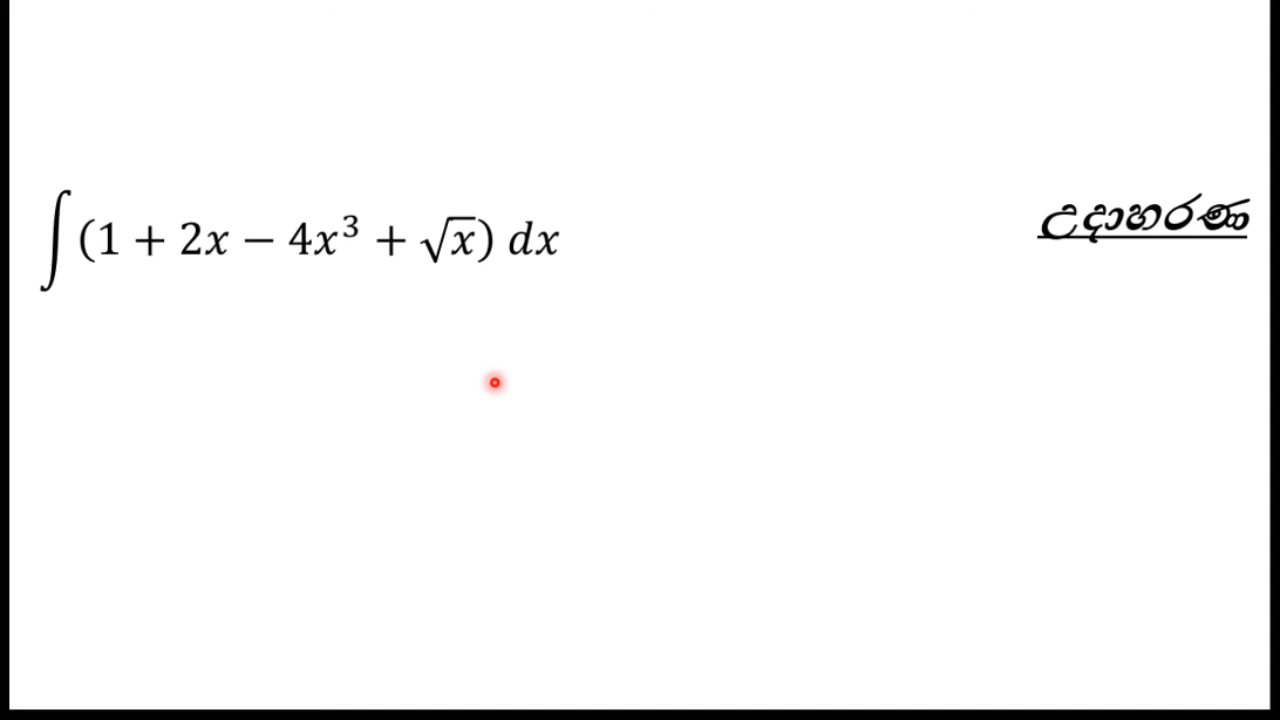 ∫(1 + 2x − 4x³ + √x) dx
උදාහරණ